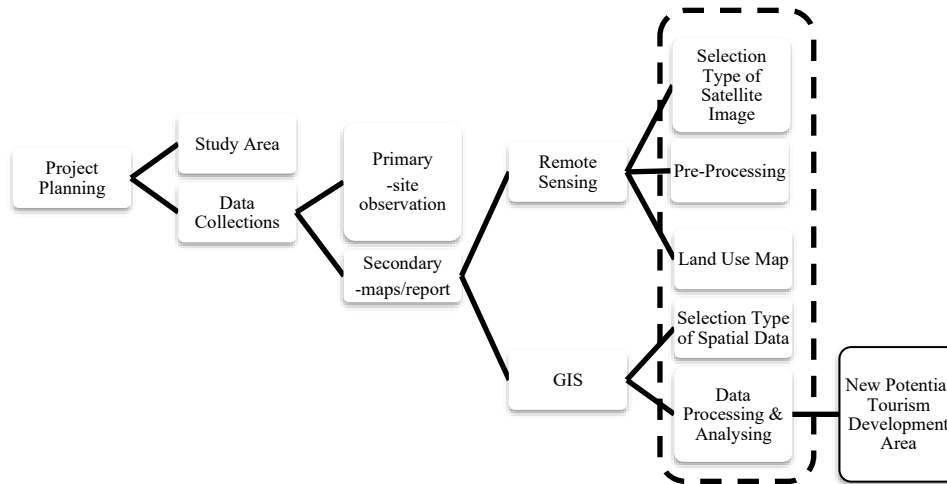 Project
Planning
Study Area
Data
Collections
Primary
-site
observation
Secondary
-maps/report
Remote
Sensing
GIS
Selection
Type of
Satellite
Image
Pre-Processing
Land Use Map
Selection Type
of Spatial Data
Data
Processing &
Analysing
New Potential
Tourism
Development
Area